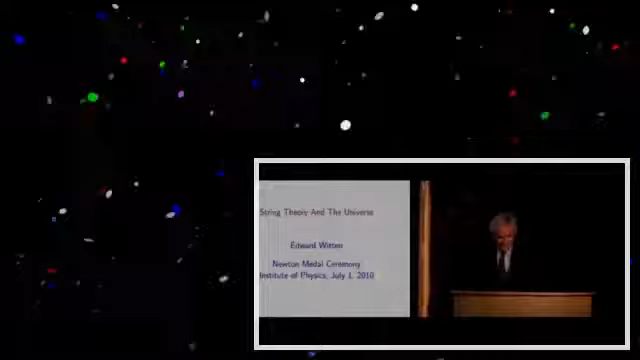 String Theory And The Universe
Edward Witten
Newton Medal Ceremony
Institute of Physics, July 1, 2010